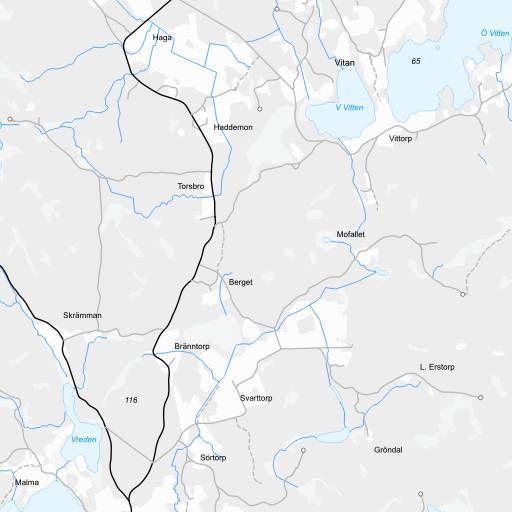 Haga
Ö Vitten
Vitan
65
V Vitten
Haddemon
Vittorp
Torsbro
Mofallet
Berget
Skrämman
Bränntorp
L. Erstorp
Svarttorp
116
Vreden
Gröndal
Sörtorp
Malma